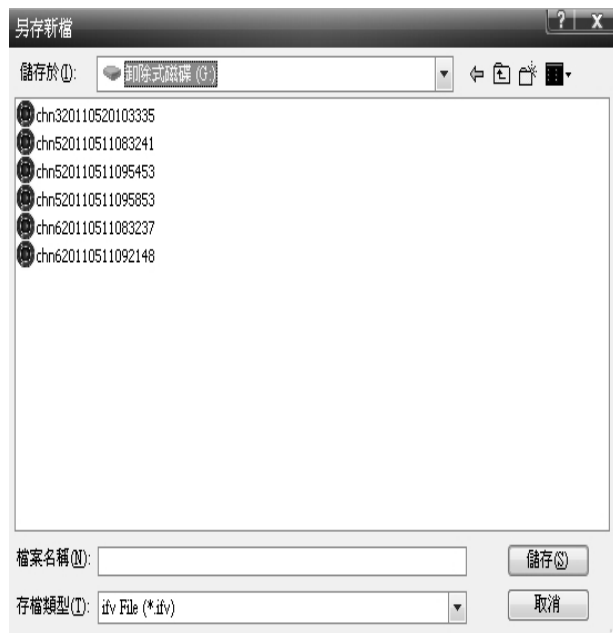 另存新檔
儲存於(I): 卸除式磁碟 (G:)
chn320110520103335
chn520110511083241
chn520110511095453
chn520110511095853
chn620110511083237
chn620110511092148
檔案名稱(N): 儲存(S)
存檔類型(T): ifv File (*.ifv) 取消